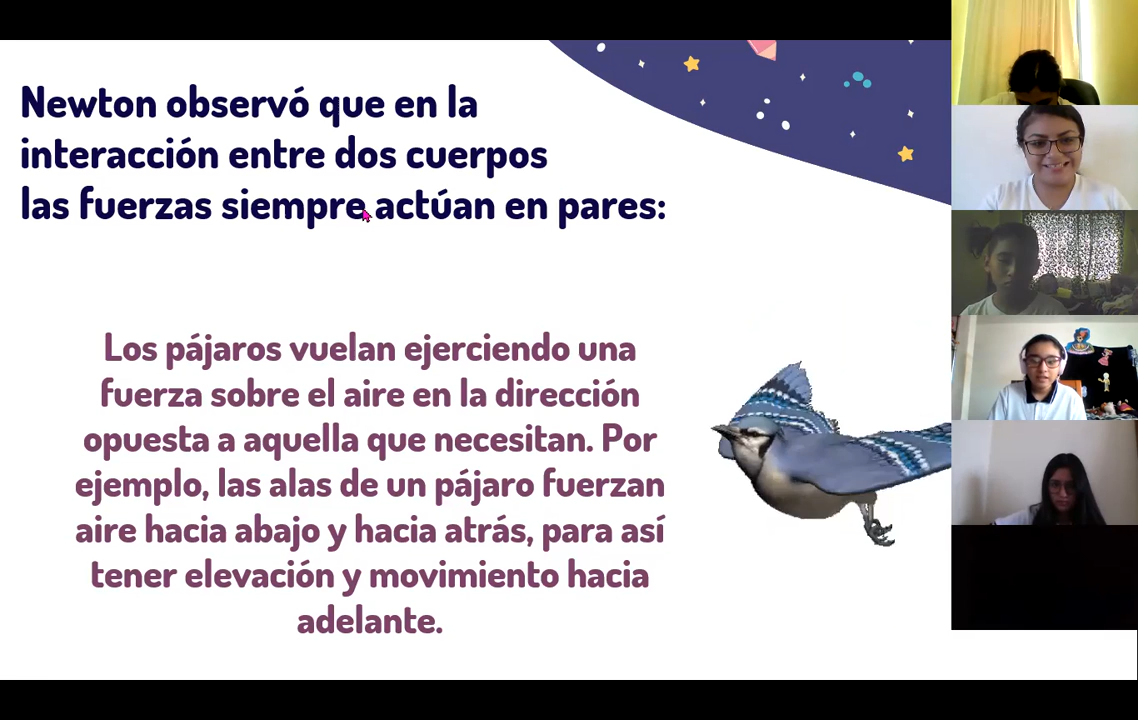 Newton observó que en la
interacción entre dos cuerpos
las fuerzas siempre actúan en pares:
Los pájaros vuelan ejerciendo una
fuerza sobre el aire en la dirección
opuesta a aquella que necesitan. Por
ejemplo, las alas de un pájaro fuerzan
aire hacia abajo y hacia atrás, para así
tener elevación y movimiento hacia
adelante.